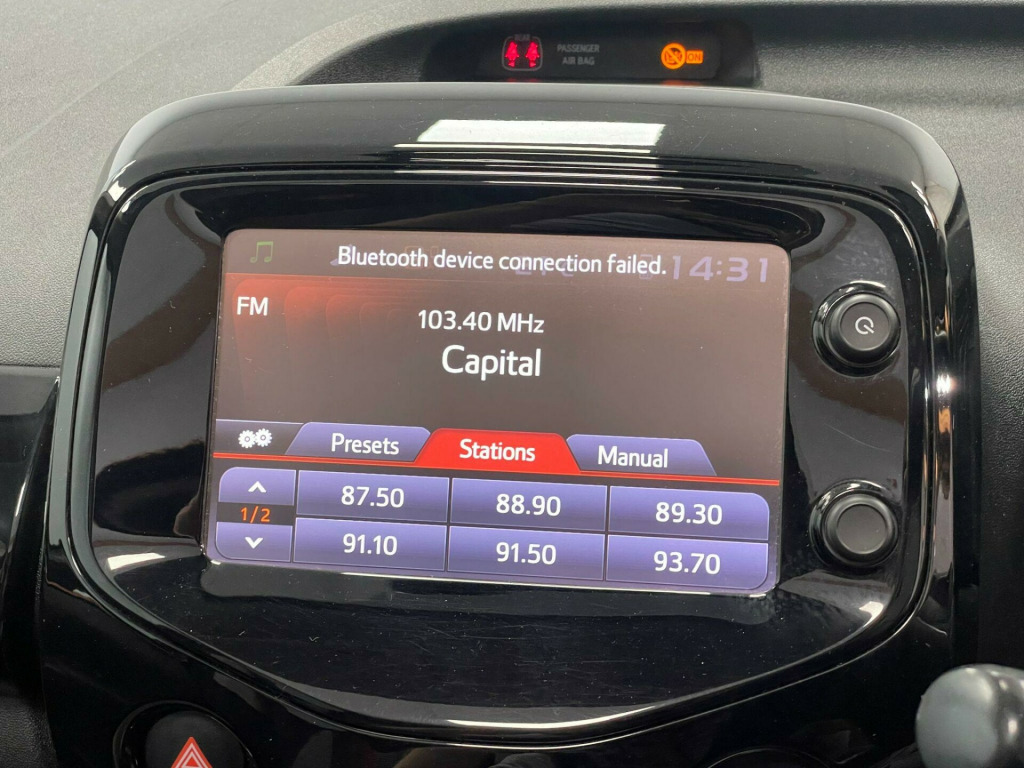 REAR
PASSENGER
AIR BAG
ON
Bluetooth device connection failed.
14:31
FM
103.40 MHz
Capital
Presets
Stations
Manual
1/2
87.50
88.90
89.30
91.10
91.50
93.70